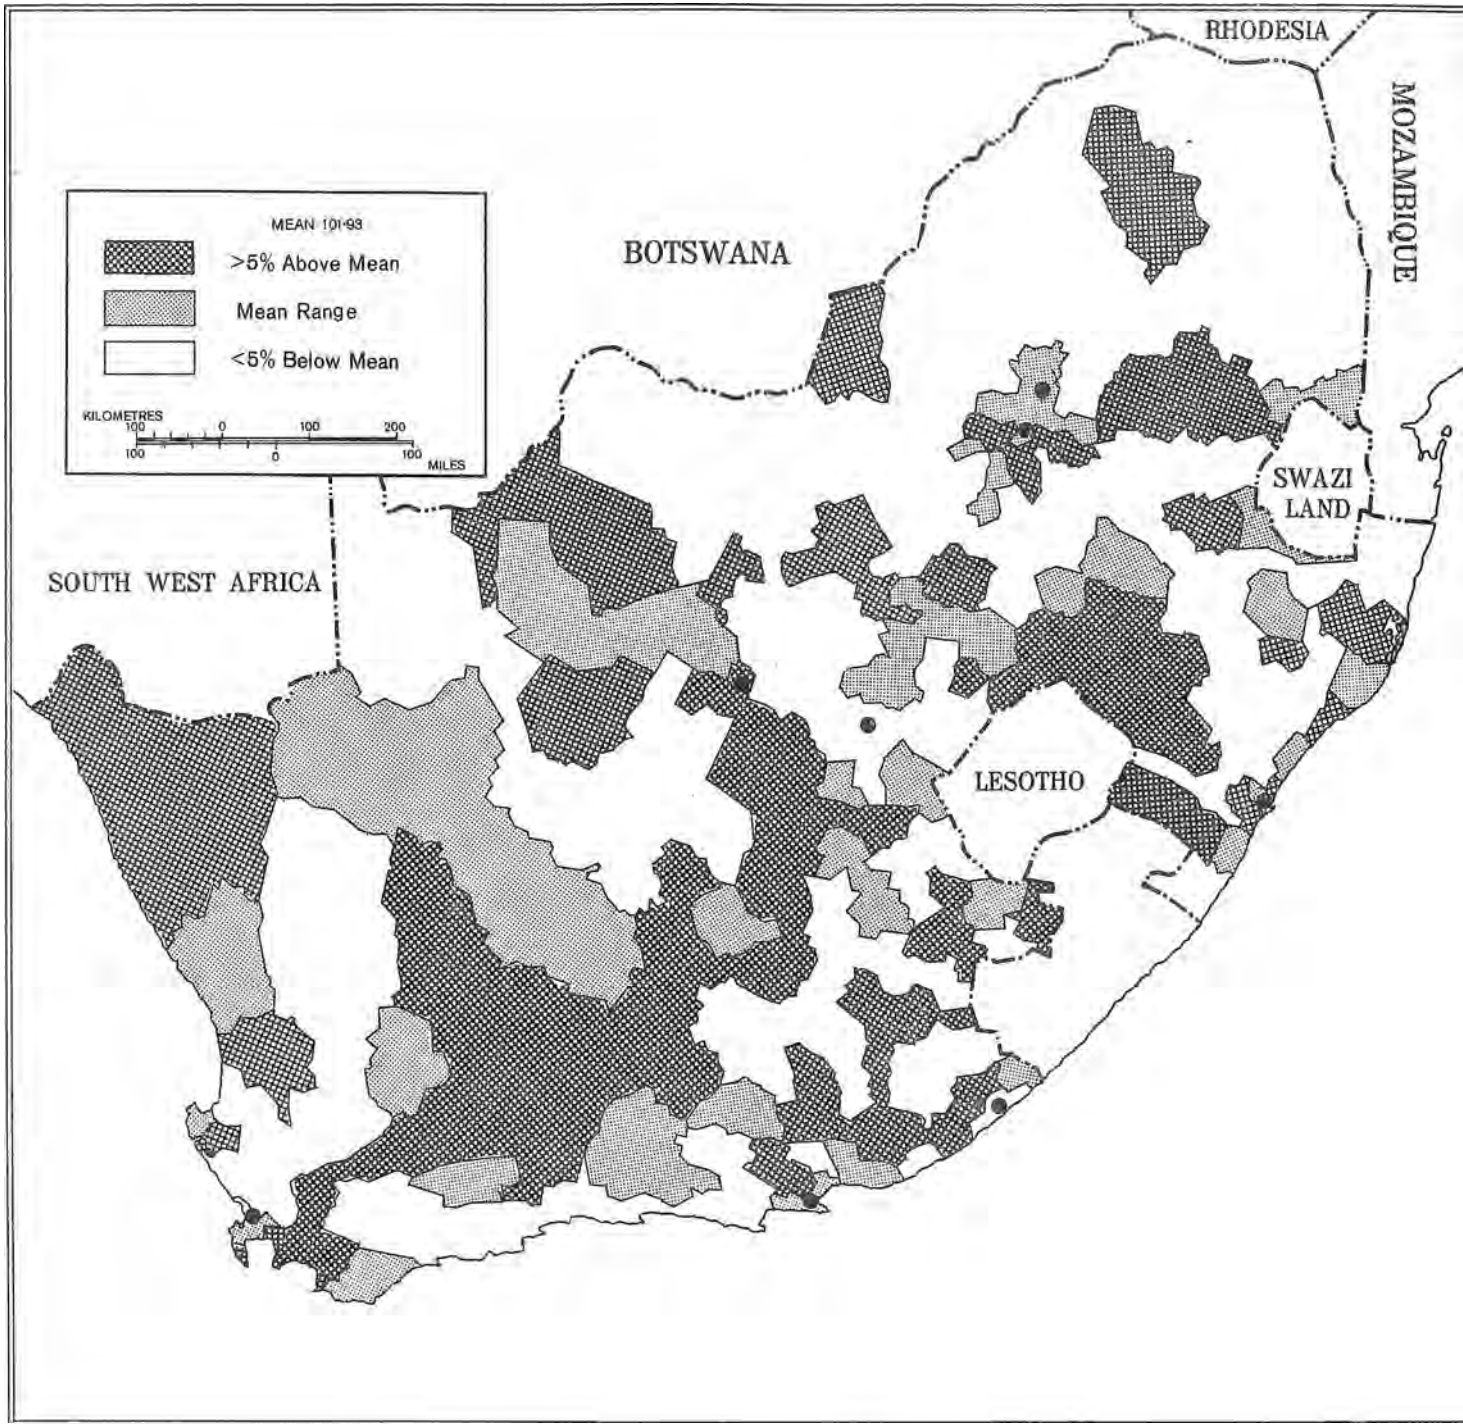 RHODESIA
MOZAMBIQUE
MEAN 101·93
>5% Above Mean
Mean Range
<5% Below Mean
KILOMETRES
100 0 100 200
100 0 100
MILES
BOTSWANA
SWAZI
LAND
SOUTH WEST AFRICA
LESOTHO